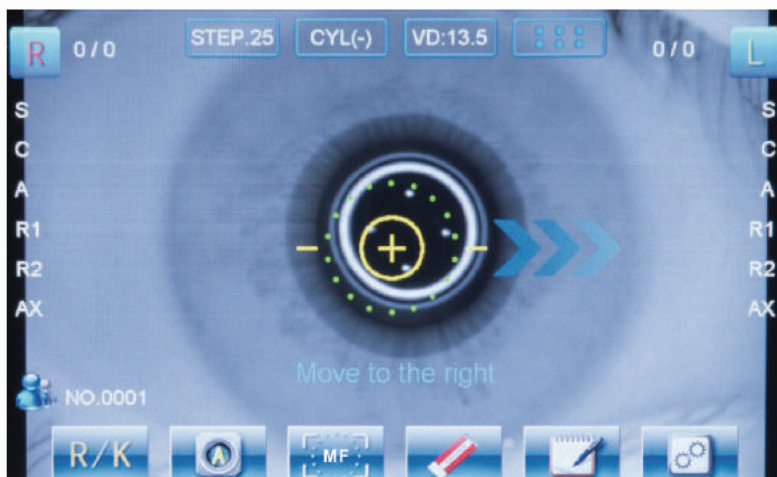 R 0/0 STEP.25 CYL(-) VD:13.5 0/0 L
S S
C C
A A
R1 R1
R2 R2
AX AX
Move to the right
NO.0001
R/K A MF